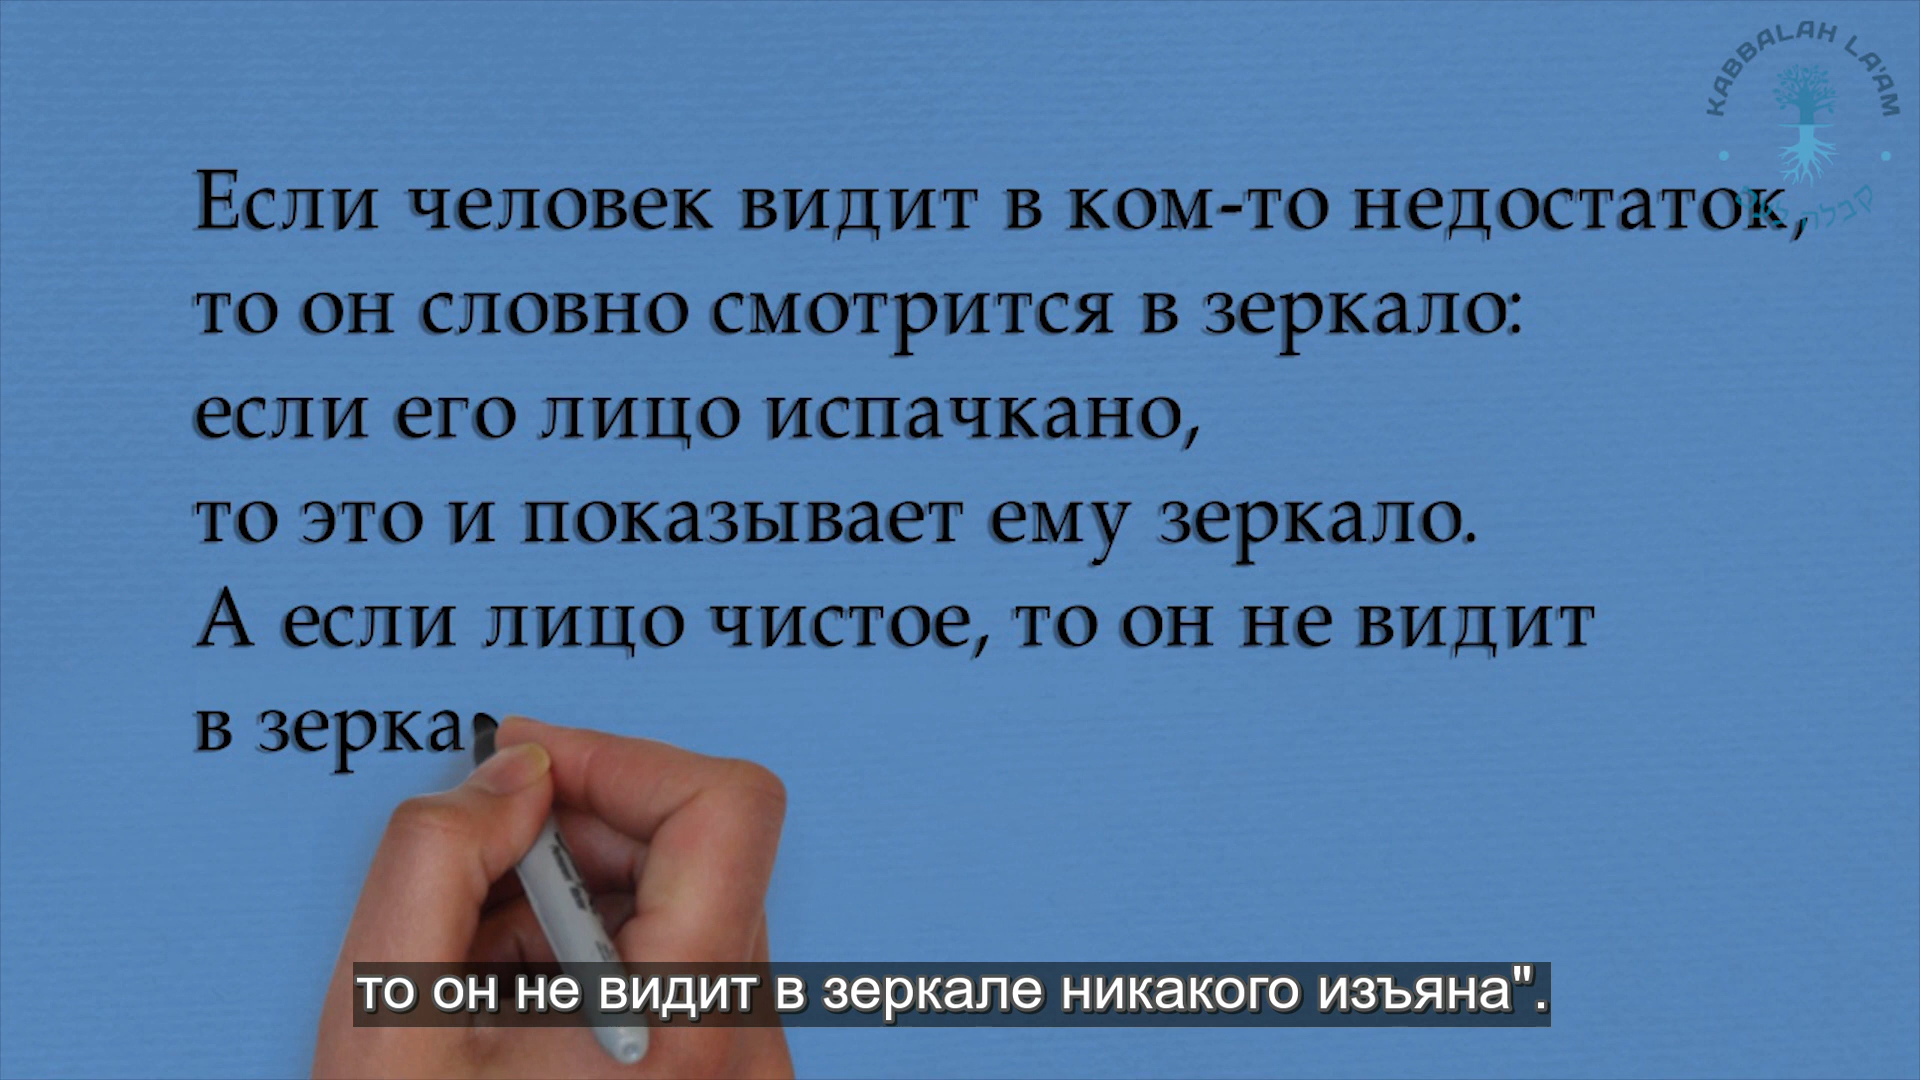 KABBALAH LA'AM
Если человек видит в ком-то недостаток,
то он словно смотрится в зеркало:
если его лицо испачкано,
то это и показывает ему зеркало.
А если лицо чистое, то он не видит
в зерка
то он не видит в зеркале никакого изъяна".